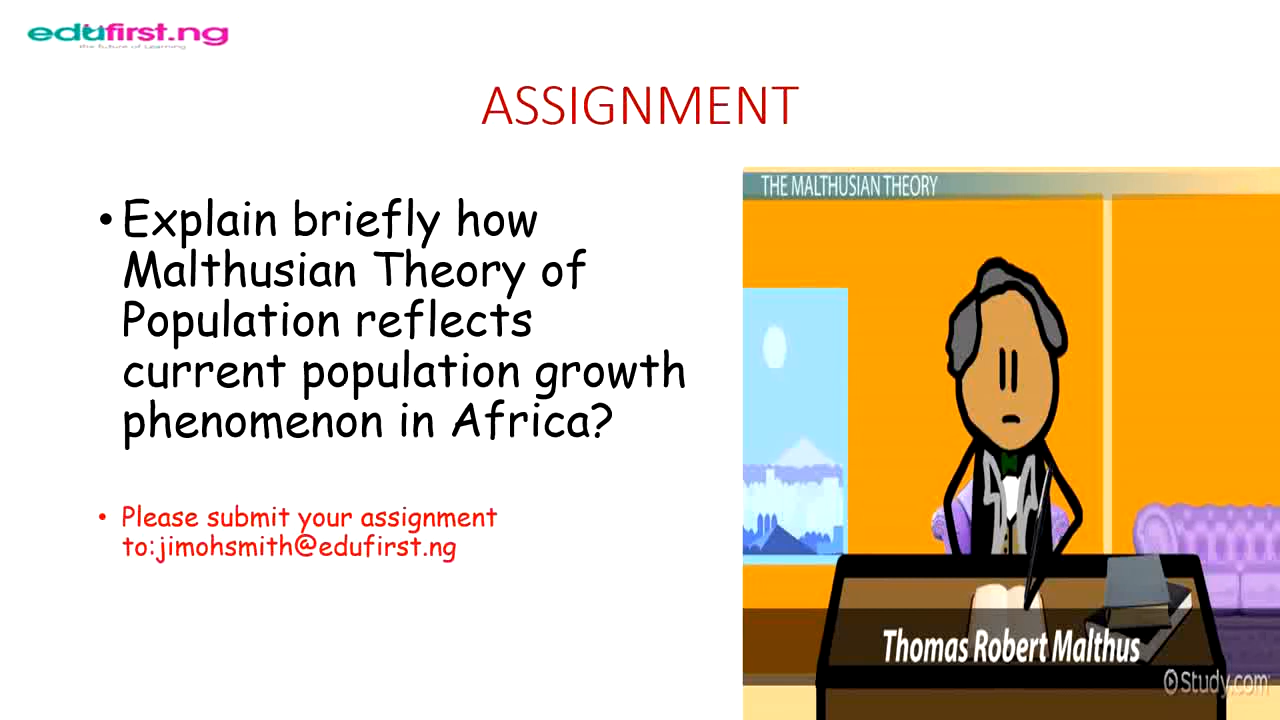 edufirst.ng
the future of Learning
ASSIGNMENT
•Explain briefly how
Malthusian Theory of
Population reflects
current population growth
phenomenon in Africa?
• Please submit your assignment
to:jimohsmith@edufirst.ng
THE MALTHUSIAN THEORY
Thomas Robert Malthus
Study.com